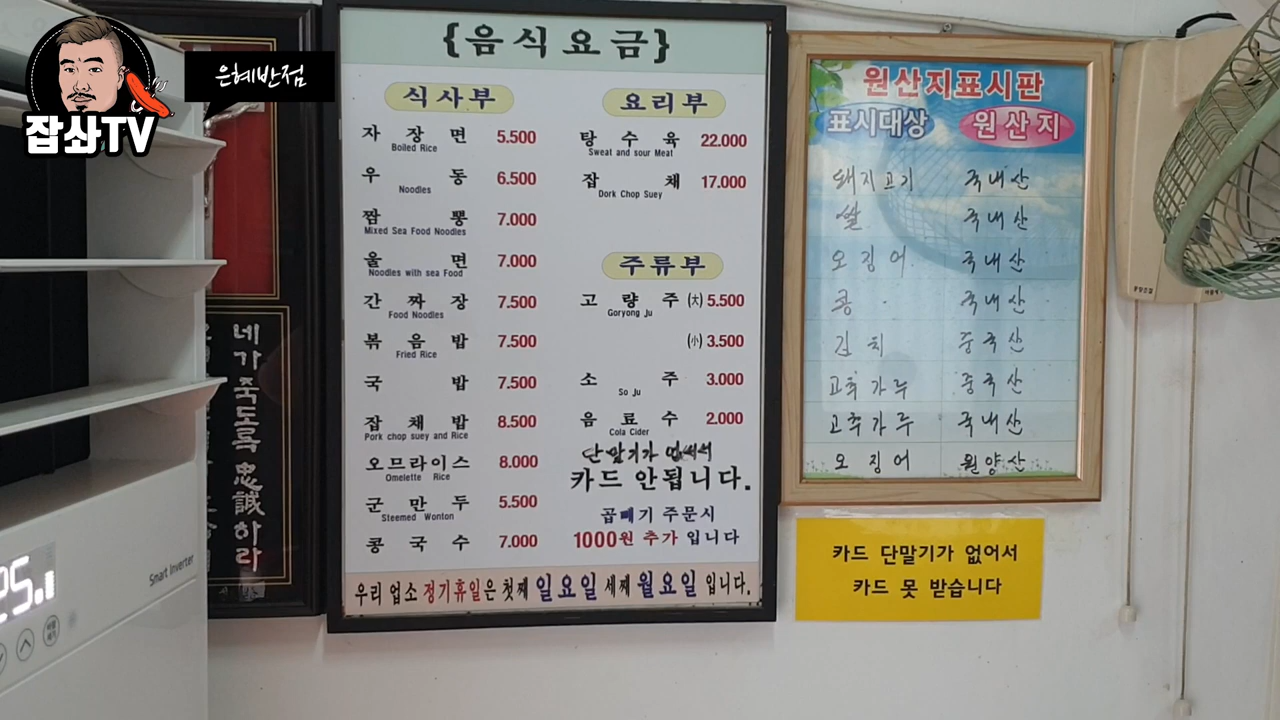 잡솨TV
은혜반점
{음식요금}
식사부
자장면 5.500
Boiled Rice
우동 6.500
Noodles
짬뽕 7.000
Mixed Sea Food Noodles
울면 7.000
Noodles with sea Food
간짜장 7.500
Food Noodles
볶음밥 7.500
Fried Rice
국밥 7.500
잡채밥 8.500
Pork chop suey and Rice
오므라이스 8.000
Omelette Rice
군만두 5.500
Steemed Wonton
콩국수 7.000
요리부
탕수육 22.000
Sweat and sour Meat
잡채 17.000
Dork Chop Suey
주류부
고량주 (大) 5.500
Goryong Ju
(小) 3.500
소주 3.000
So Ju
음료수 2.000
Cola Cider
단말기가 없어서
카드 안됩니다.
곱빼기 주문시
1000원 추가 입니다
우리 업소 정기휴일은 첫째 일요일 세째 월요일 입니다.
원산지표시판
표시대상 원산지
돼지고기 국내산
쌀 국내산
오징어 국내산
콩 국내산
김치 중국산
고추가루 중국산
고추가루 국내산
오징어 원양산
카드 단말기가 없어서
카드 못 받습니다
네가 죽도록 忠誠하라
Smart Inverter
25